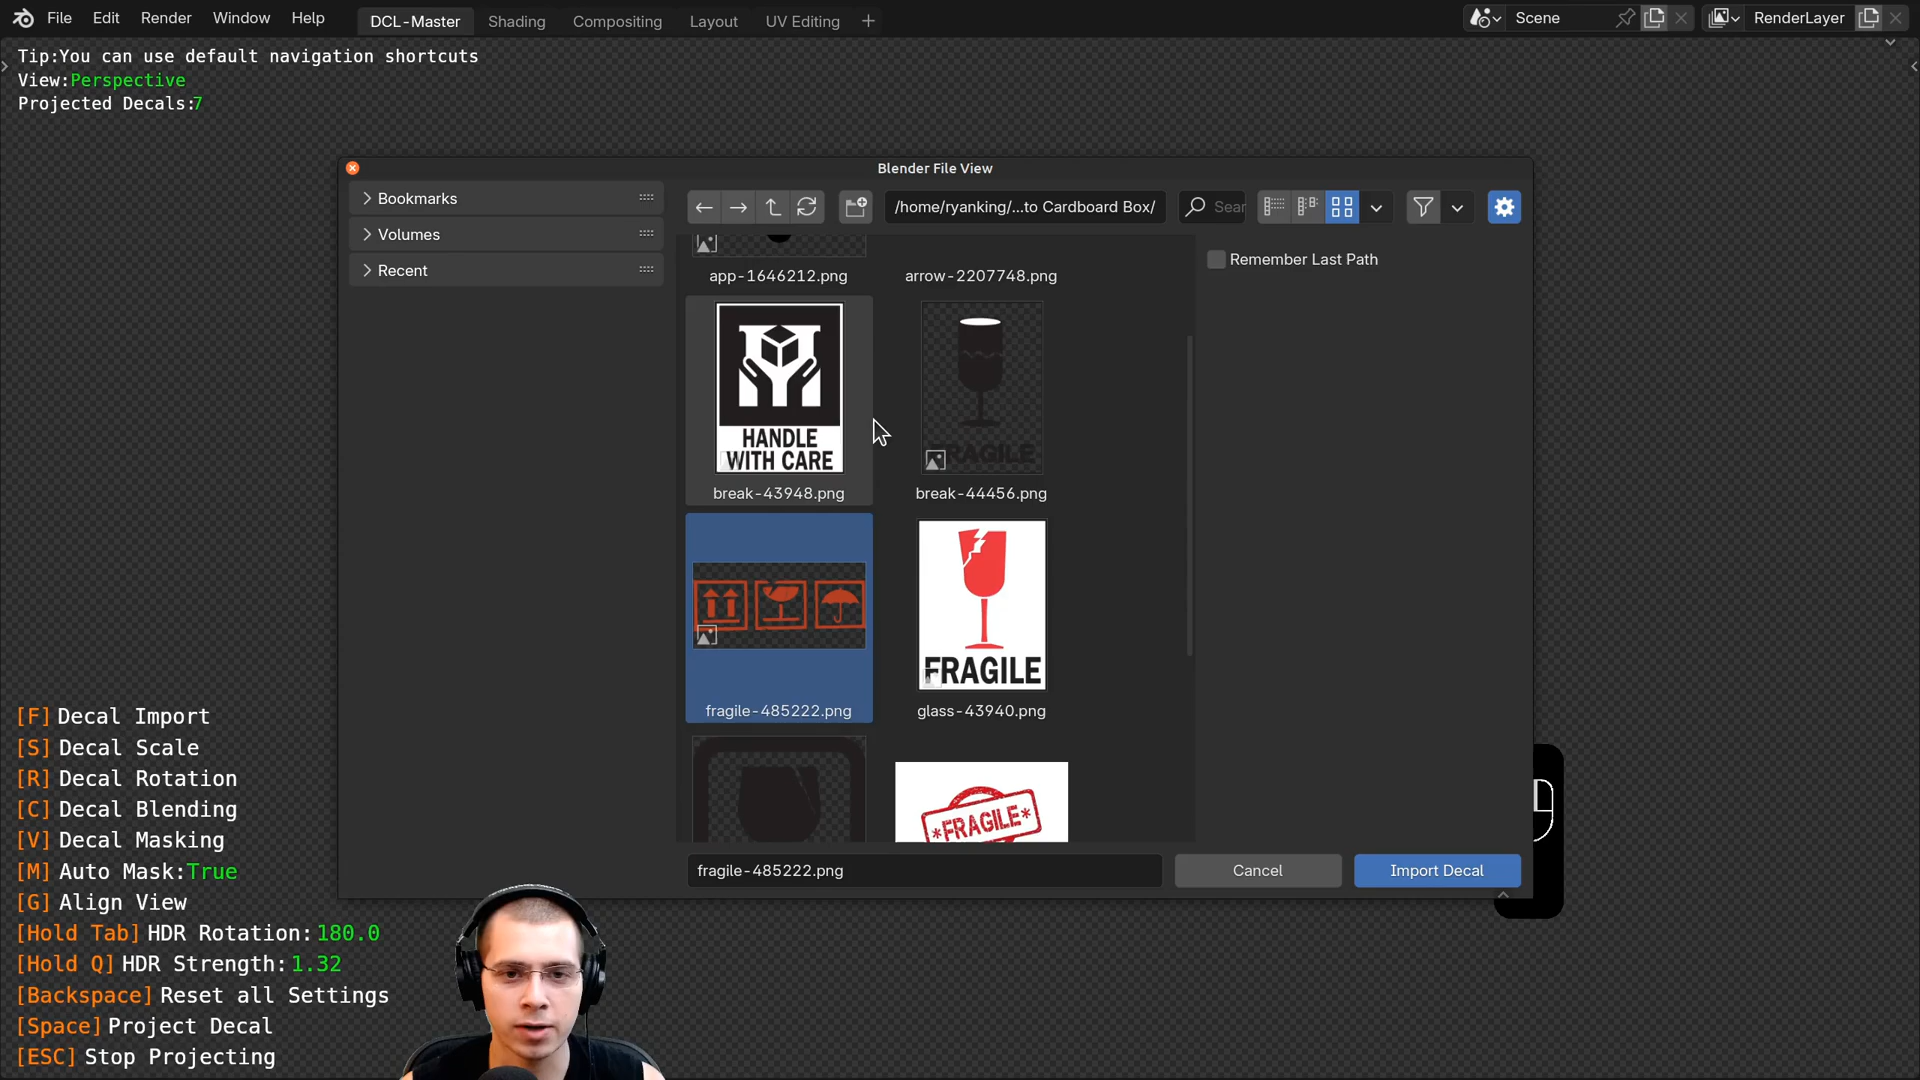 File Edit Render Window Help
DCL-Master Shading Compositing Layout UV Editing +
Scene
RenderLayer
Tip:You can use default navigation shortcuts
View:Perspective
Projected Decals:7
Blender File View
Bookmarks
Volumes
Recent
/home/ryanking/...to Cardboard Box/
Sear
Remember Last Path
app-1646212.png
arrow-2207748.png
HANDLE
WITH CARE
FRAGILE
break-43948.png
break-44456.png
FRAGILE
fragile-485222.png
glass-43940.png
*FRAGILE*
fragile-485222.png
Cancel
Import Decal
[F] Decal Import
[S] Decal Scale
[R] Decal Rotation
[C] Decal Blending
[V] Decal Masking
[M] Auto Mask:True
[G] Align View
[Hold Tab] HDR Rotation:180.0
[Hold Q] HDR Strength:1.32
[Backspace] Reset all Settings
[Space] Project Decal
[ESC] Stop Projecting